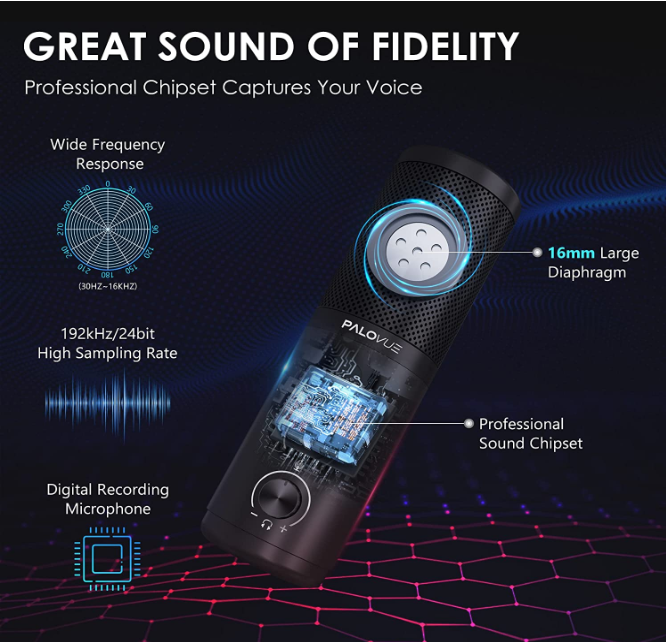 GREAT SOUND OF FIDELITY
Professional Chipset Captures Your Voice
Wide Frequency
Response
0
30
60
90
120
150
180
210
240
270
300
330
(30HZ~16KHZ)
16mm Large
Diaphragm
192kHz/24bit
High Sampling Rate
PALOVUE
Professional
Sound Chipset
Digital Recording
Microphone
- +